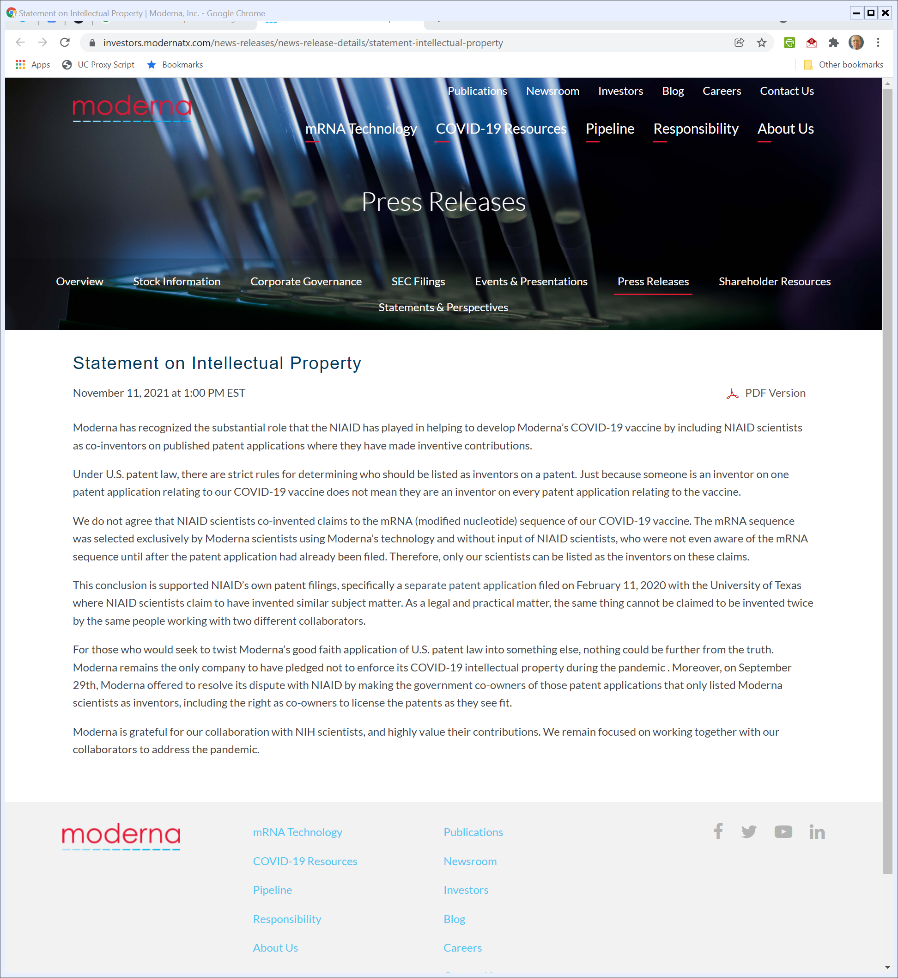 Statement on Intellectual Property | Moderna, Inc. - Google Chrome
investors.modernatx.com/news-releases/news-release-details/statement-intellectual-property
Apps UC Proxy Script Bookmarks Other bookmarks
moderna
Publications Newsroom Investors Blog Careers Contact Us
mRNA Technology COVID-19 Resources Pipeline Responsibility About Us
Press Releases
Overview Stock Information Corporate Governance SEC Filings Events & Presentations Press Releases Shareholder Resources
Statements & Perspectives
Statement on Intellectual Property
November 11, 2021 at 1:00 PM EST PDF Version
Moderna has recognized the substantial role that the NIAID has played in helping to develop Moderna's COVID-19 vaccine by including NIAID scientists
as co-inventors on published patent applications where they have made inventive contributions.
Under U.S. patent law, there are strict rules for determining who should be listed as inventors on a patent. Just because someone is an inventor on one
patent application relating to our COVID-19 vaccine does not mean they are an inventor on every patent application relating to the vaccine.
We do not agree that NIAID scientists co-invented claims to the mRNA (modified nucleotide) sequence of our COVID-19 vaccine. The mRNA sequence
was selected exclusively by Moderna scientists using Moderna's technology and without input of NIAID scientists, who were not even aware of the mRNA
sequence until after the patent application had already been filed. Therefore, only our scientists can be listed as the inventors on these claims.
This conclusion is supported NIAID's own patent filings, specifically a separate patent application filed on February 11, 2020 with the University of Texas
where NIAID scientists claim to have invented similar subject matter. As a legal and practical matter, the same thing cannot be claimed to be invented twice
by the same people working with two different collaborators.
For those who would seek to twist Moderna's good faith application of U.S. patent law into something else, nothing could be further from the truth.
Moderna remains the only company to have pledged not to enforce its COVID-19 intellectual property during the pandemic . Moreover, on September
29th, Moderna offered to resolve its dispute with NIAID by making the government co-owners of those patent applications that only listed Moderna
scientists as inventors, including the right as co-owners to license the patents as they see fit.
Moderna is grateful for our collaboration with NIH scientists, and highly value their contributions. We remain focused on working together with our
collaborators to address the pandemic.
moderna
mRNA Technology Publications
COVID-19 Resources Newsroom
Pipeline Investors
Responsibility Blog
About Us Careers